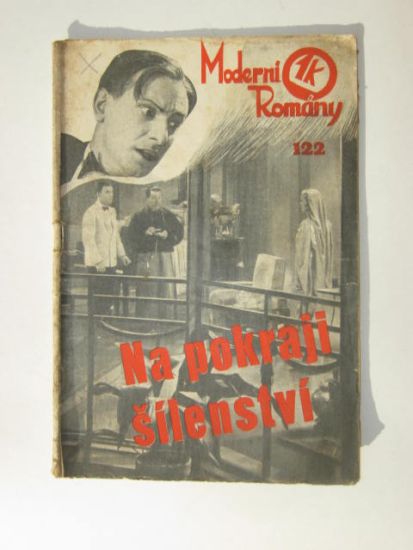 Moderní
1K
Romány
122
Na pokraji
šílenství